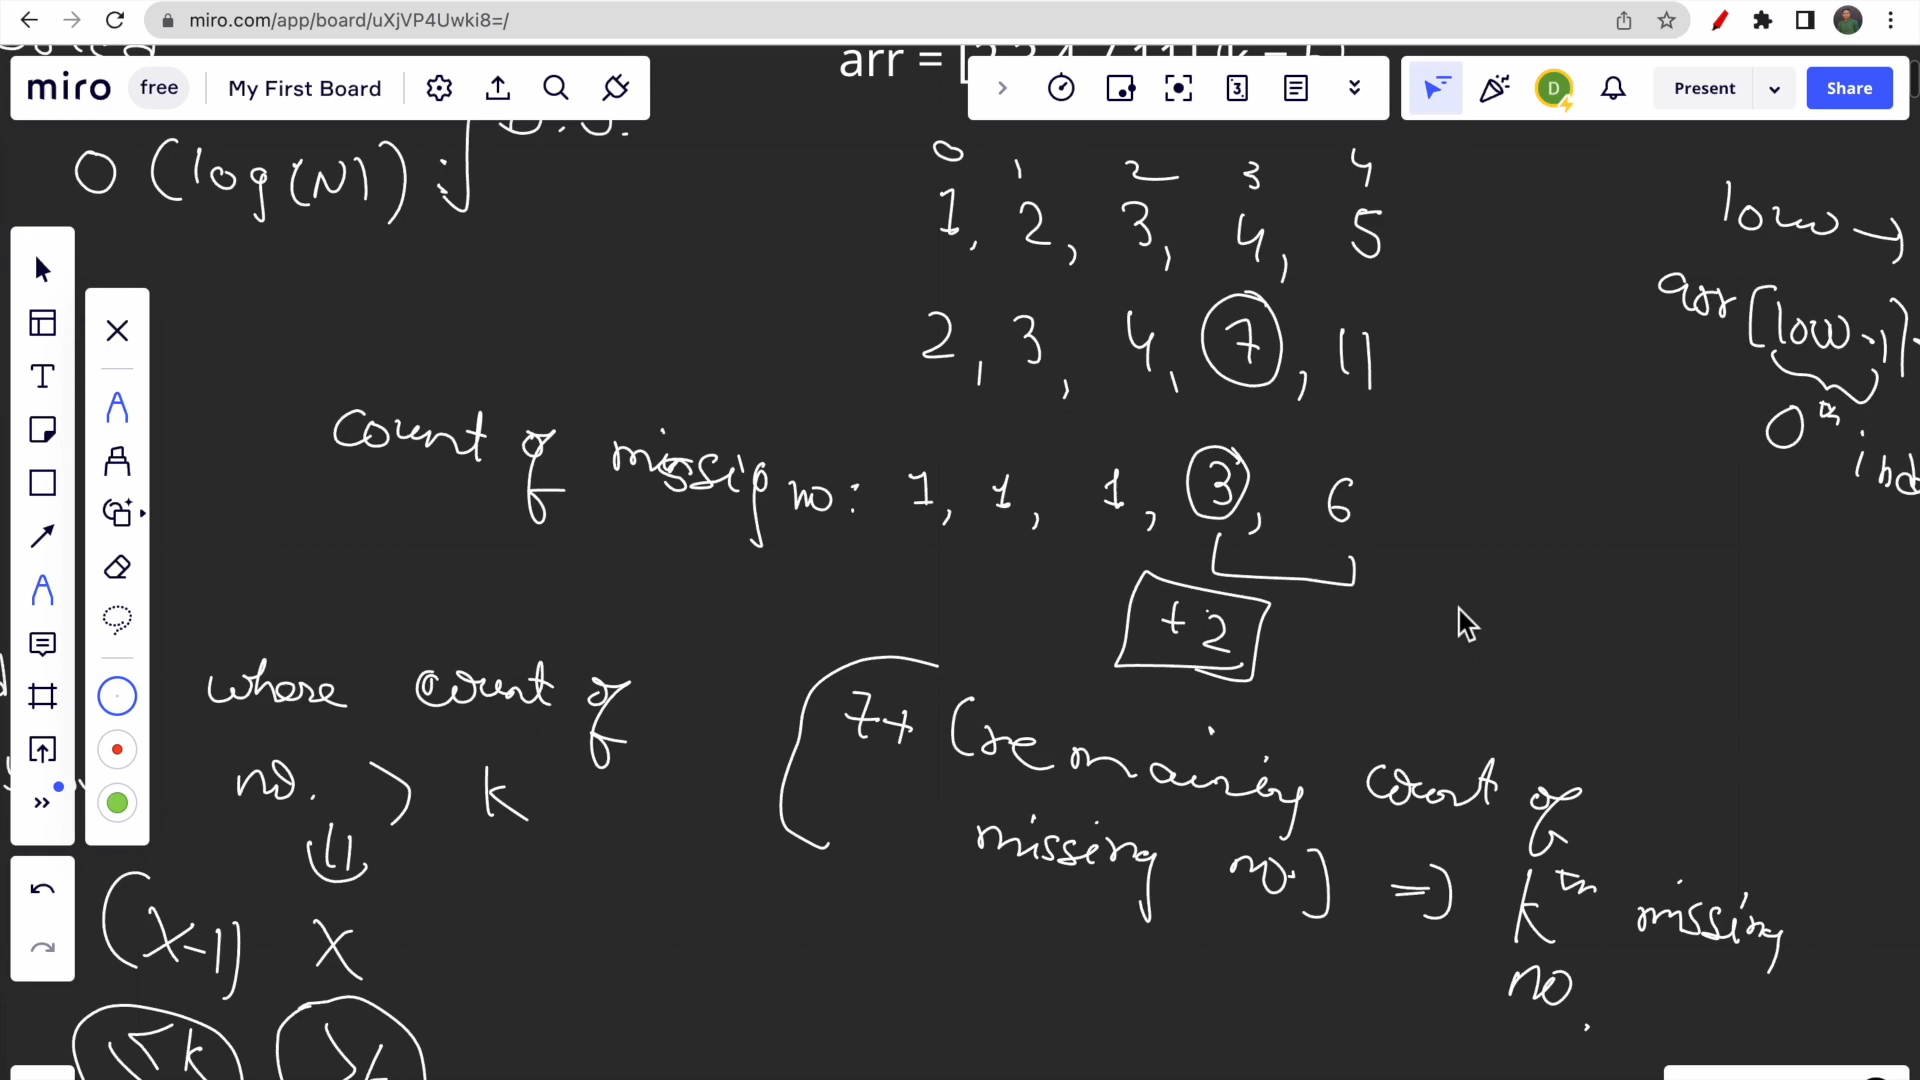 miro.com/app/board/uXjVP4Uwki8=/
arr = [
miro free My First Board
Present Share
D
O (log(N)) :
B.S.
0 1 2 3 4
1, 2, 3, 4, 5
2, 3, 4, 7, 11
count of missing no: 1, 1, 1, 3, 6
+2
low →
arr [low-1]
0th
where count of
no. > k
(x-1) x
7+ (remaining count of
missing no.) => kth missing
no.